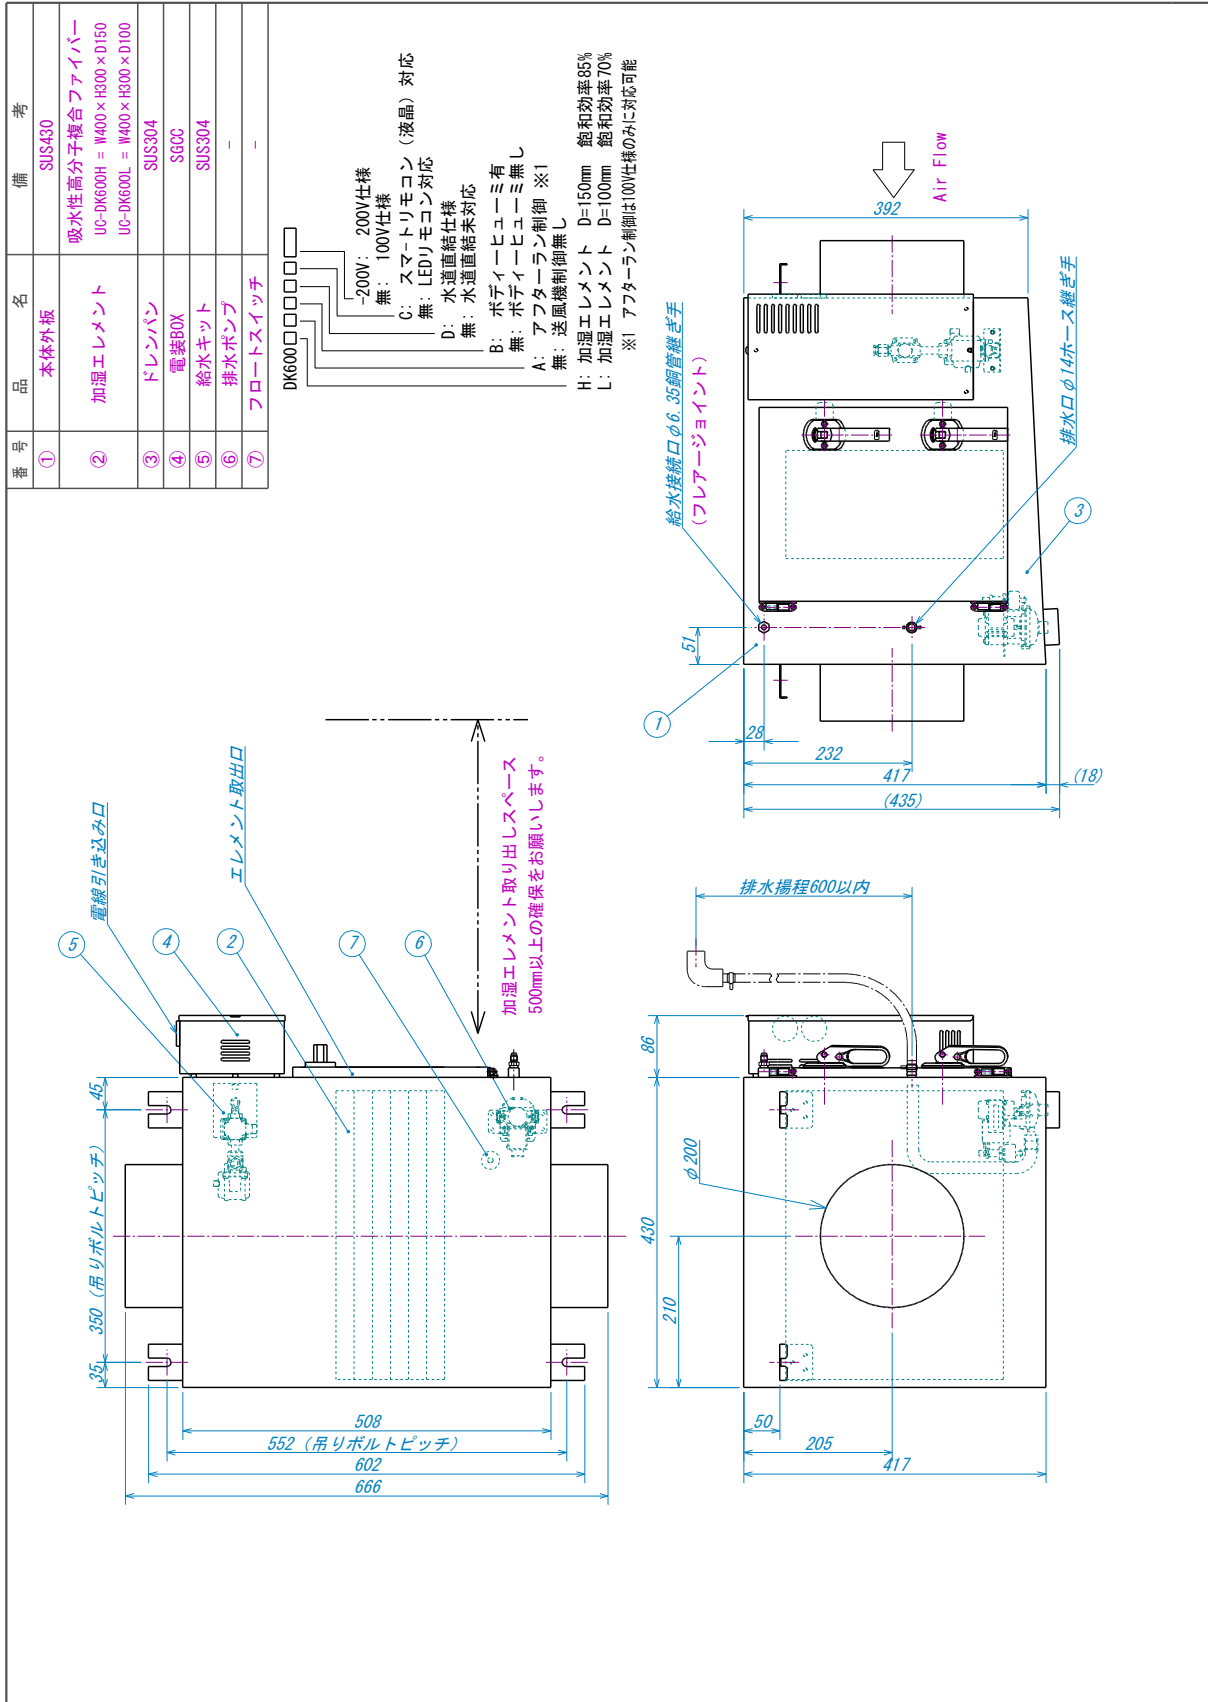 番号 品名 備考
① 本体外板 SUS430
② 加湿エレメント 吸水性高分子複合ファイバー
UC-DK600H = W400×H300×D150
UC-DK600L = W400×H300×D100
③ ドレンパン SUS304
④ 電装BOX SGCC
⑤ 給水キット SUS304
⑥ 排水ポンプ −
⑦ フロートスイッチ −
DK600□□□□□□
-200V: 200V仕様
無: 100V仕様
C: スマートリモコン（液晶）対応
無: LEDリモコン対応
D: 水道直結仕様
無: 水道直結未対応
B: ボディーヒューミ有
無: ボディーヒューミ無し
A: アフターラン制御 ※1
無: 送風機制御無し
H: 加湿エレメント D=150mm 飽和効率85%
L: 加湿エレメント D=100mm 飽和効率70%
※1 アフターラン制御は100V仕様のみに対応可能
Air Flow
392
給水接続口φ6.35銅管継ぎ手
(フレアージョイント)
排水口φ14ホース継ぎ手
③
①
51
28
232
417
(18)
(435)
電線引き込み口
エレメント取出口
加湿エレメント取り出しスペース
500mm以上の確保をお願いします。
⑤
④
②
⑦
⑥
45
350 (吊りボルトピッチ)
35
508
552 (吊りボルトピッチ)
602
666
排水揚程600以内
86
φ200
430
210
50
205
417